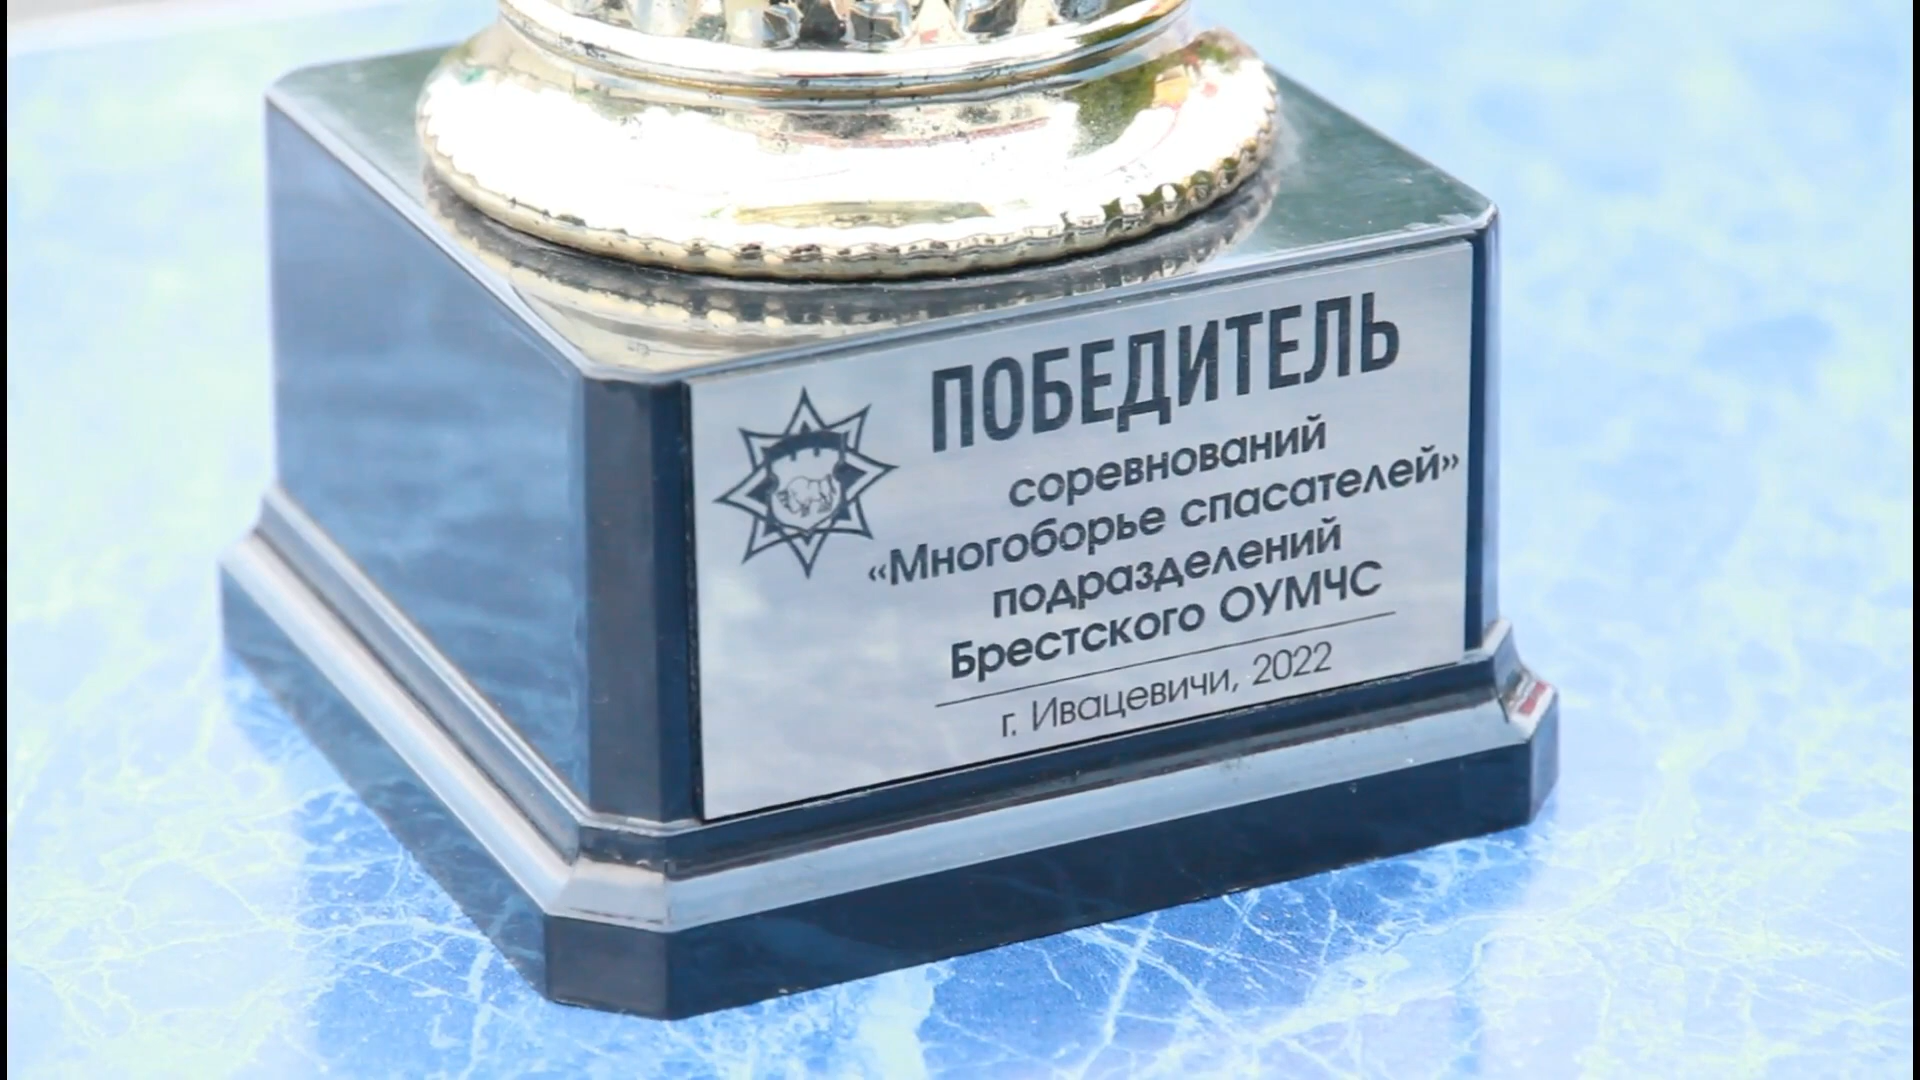 ПОБЕДИТЕЛЬ
соревнований
«Многоборье спасателей»
подразделений
Брестского ОУМЧС
г. Ивацевичи, 2022